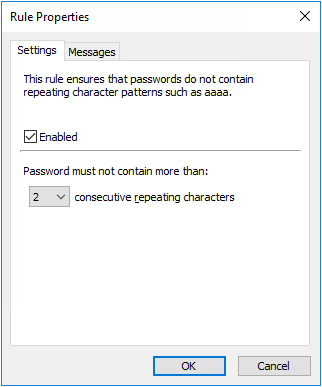 Rule Properties
Settings
Messages
This rule ensures that passwords do not contain
repeating character patterns such as aaaa.
Enabled
Password must not contain more than:
2 consecutive repeating characters
OK
Cancel